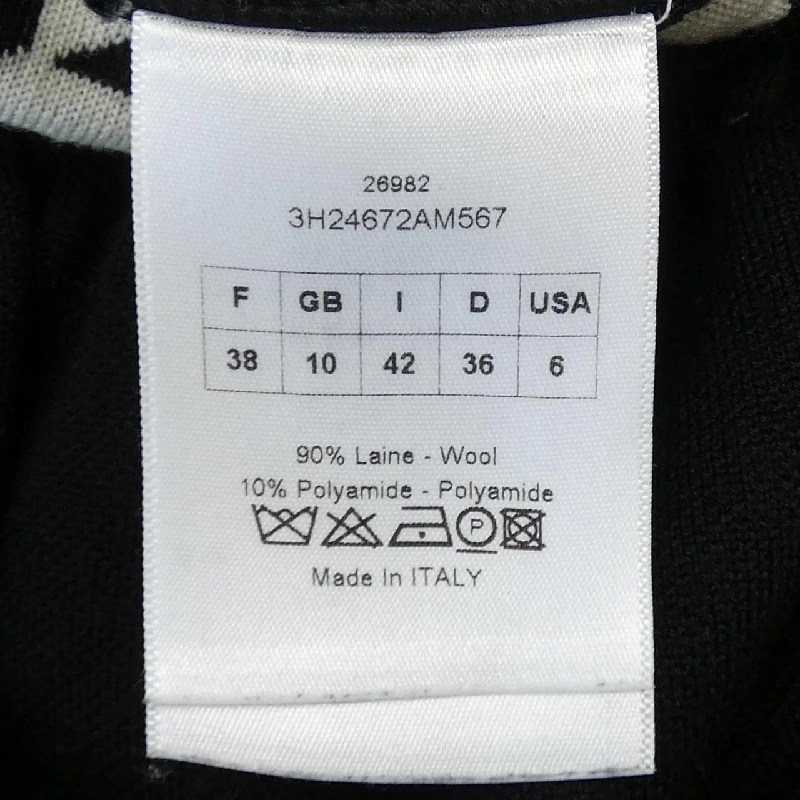 26982
3H24672AM567
F GB I D USA
38 10 42 36 6
90% Laine - Wool
10% Polyamide - Polyamide
P
Made In ITALY